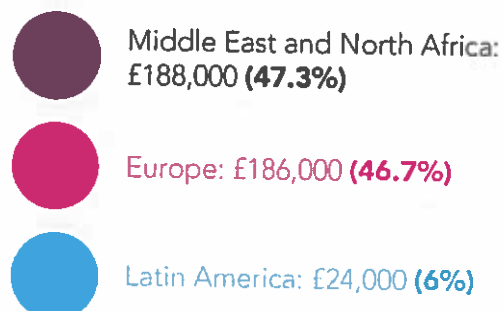 Middle East and North Africa:
£188,000 (47.3%)
Europe: £186,000 (46.7%)
Latin America: £24,000 (6%)